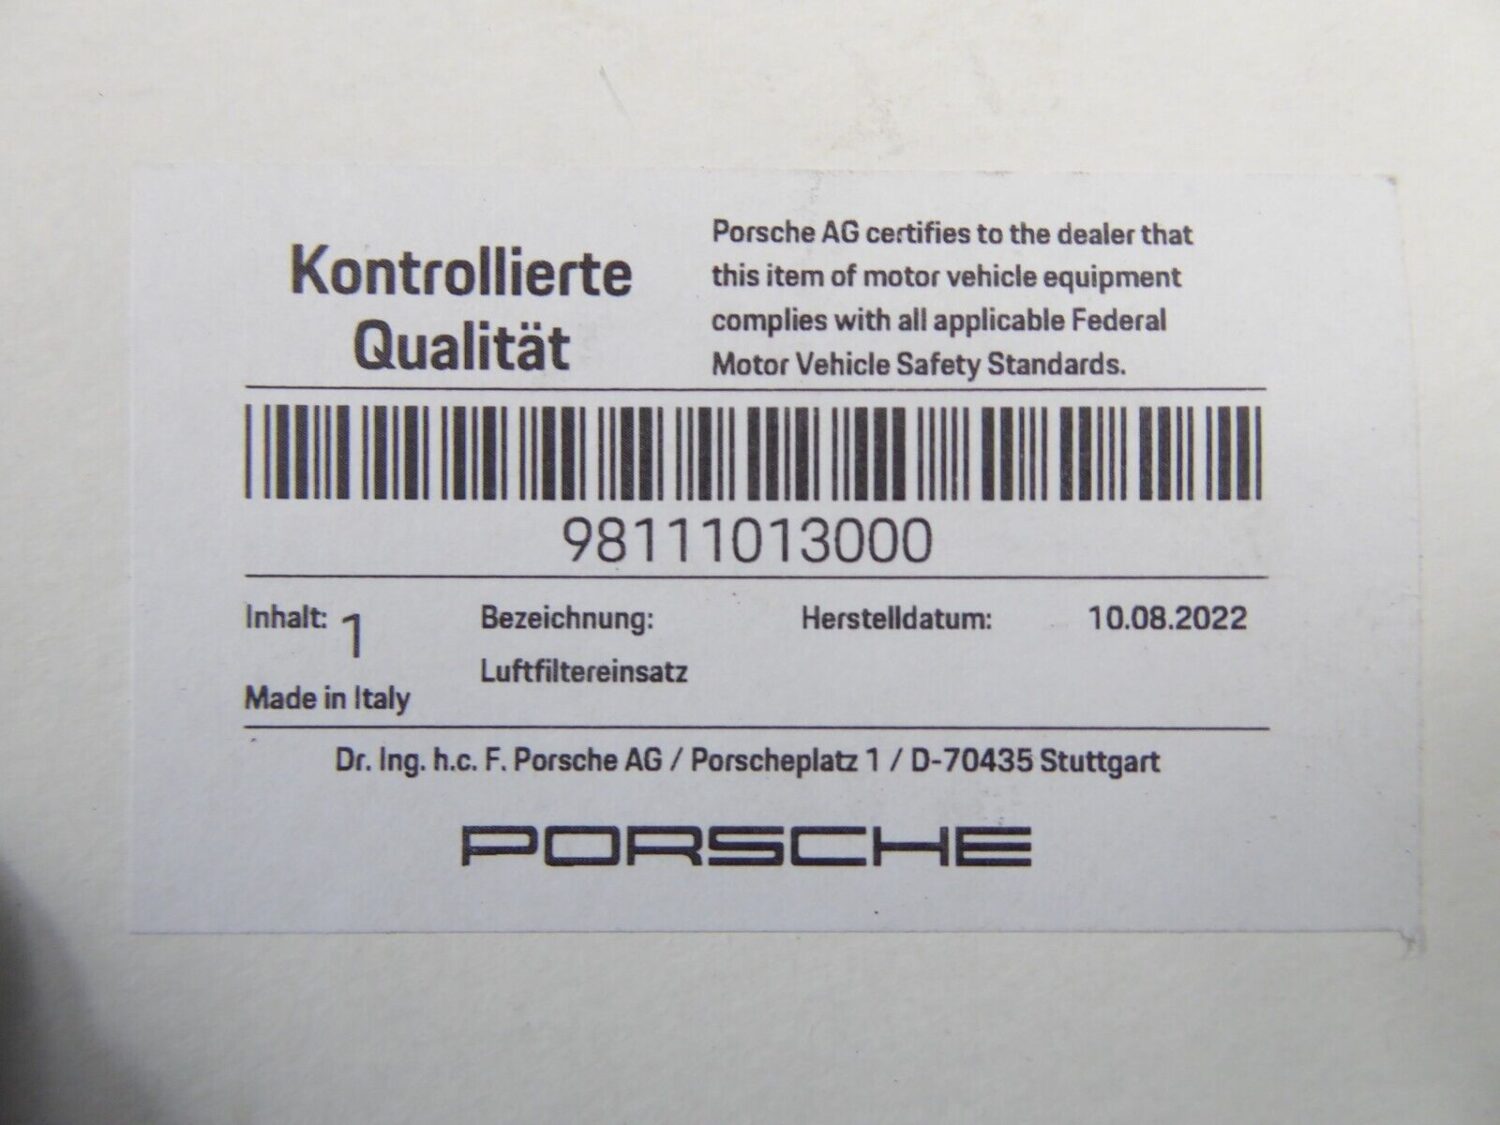 Kontrollierte
Qualität
Porsche AG certifies to the dealer that
this item of motor vehicle equipment
complies with all applicable Federal
Motor Vehicle Safety Standards.
98111013000
Inhalt: 1
Made in Italy
Bezeichnung:
Luftfiltereinsatz
Herstelldatum: 10.08.2022
Dr. Ing. h.c. F. Porsche AG / Porscheplatz 1 / D-70435 Stuttgart
PORSCHE